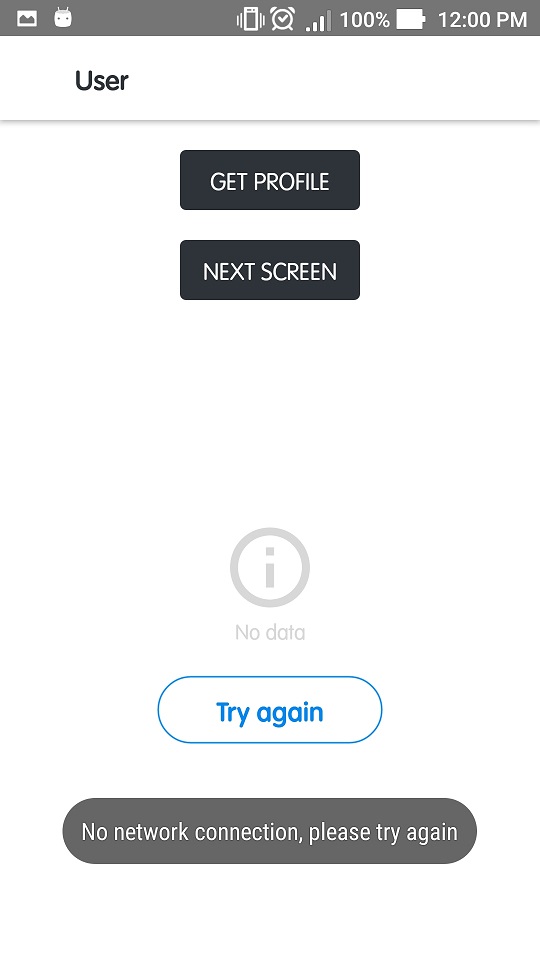 100% 12:00 PM
User
GET PROFILE
NEXT SCREEN
No data
Try again
No network connection, please try again